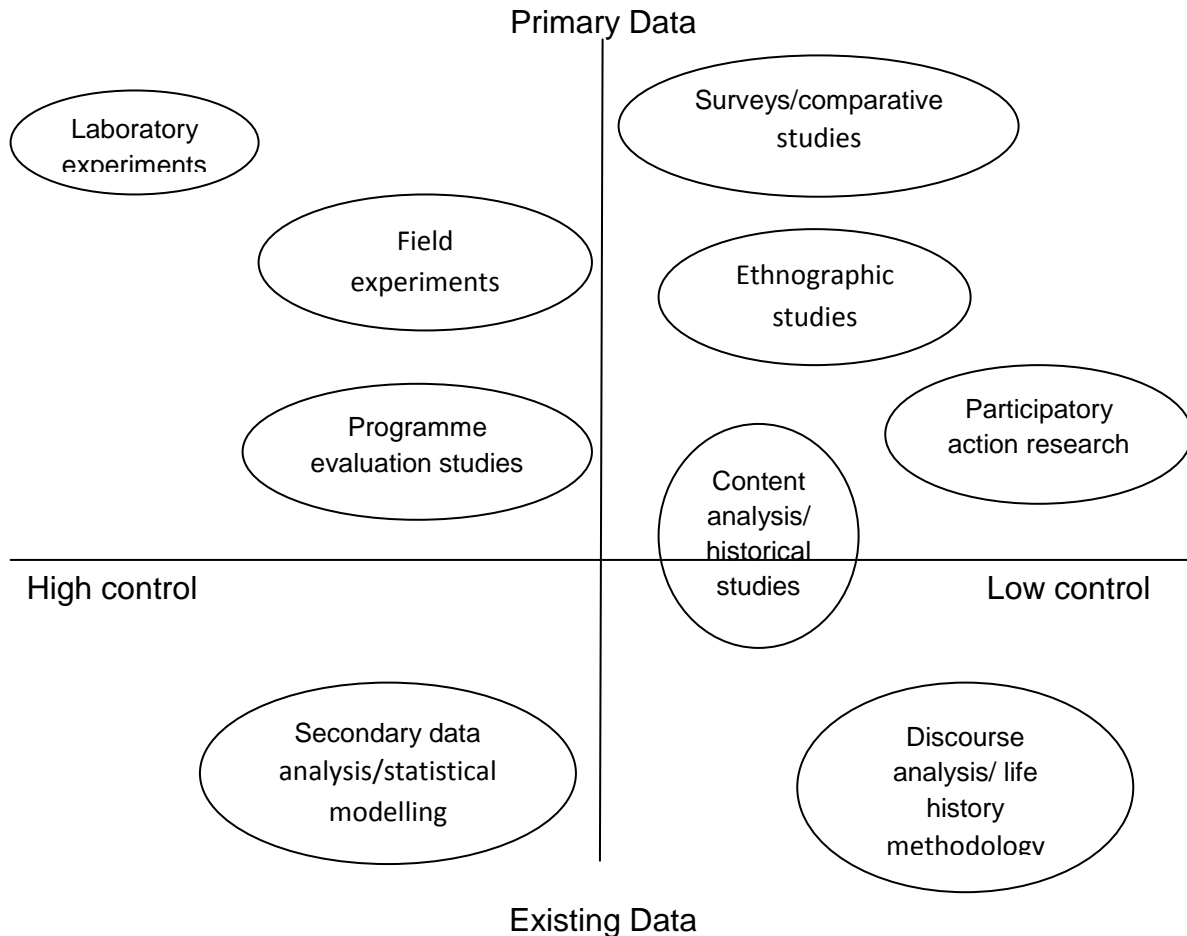 Primary Data
Laboratory
experiments
Surveys/comparative
studies
Field
experiments
Ethnographic
studies
Programme
evaluation studies
Participatory
action research
Content
analysis/
historical
studies
High control
Low control
Secondary data
analysis/statistical
modelling
Discourse
analysis/ life
history
methodology
Existing Data